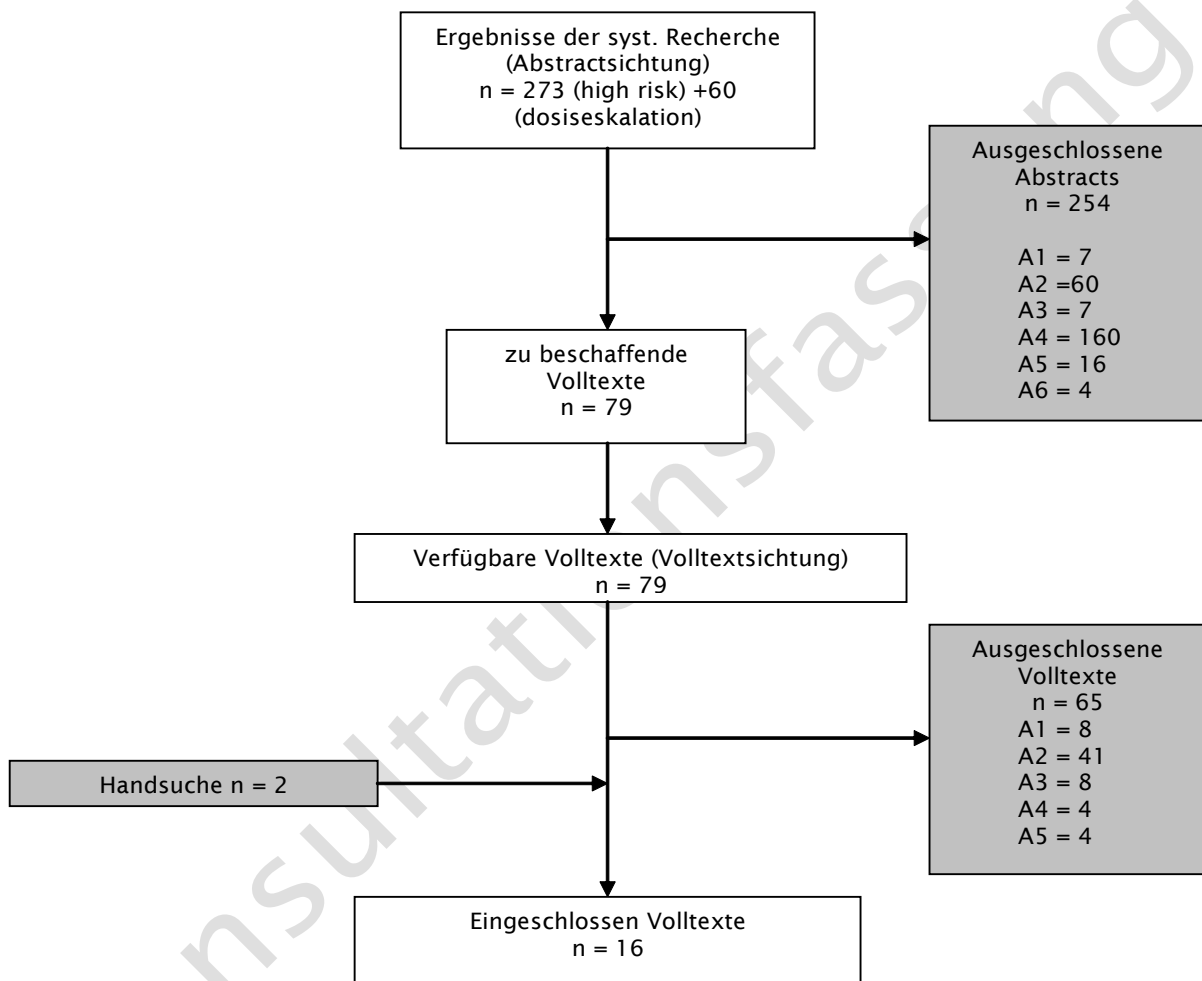 Ergebnisse der syst. Recherche
(Abstractsichtung)
n = 273 (high risk) +60
(dosiseskalation)
Ausgeschlossene
Abstracts
n = 254
A1 = 7
A2 =60
A3 = 7
A4 = 160
A5 = 16
A6 = 4
zu beschaffende
Volltexte
n = 79
Verfügbare Volltexte (Volltextsichtung)
n = 79
Ausgeschlossene
Volltexte
n = 65
A1 = 8
A2 = 41
A3 = 8
A4 = 4
A5 = 4
Handsuche n = 2
Eingeschlossen Volltexte
n = 16
nsultationsfassung